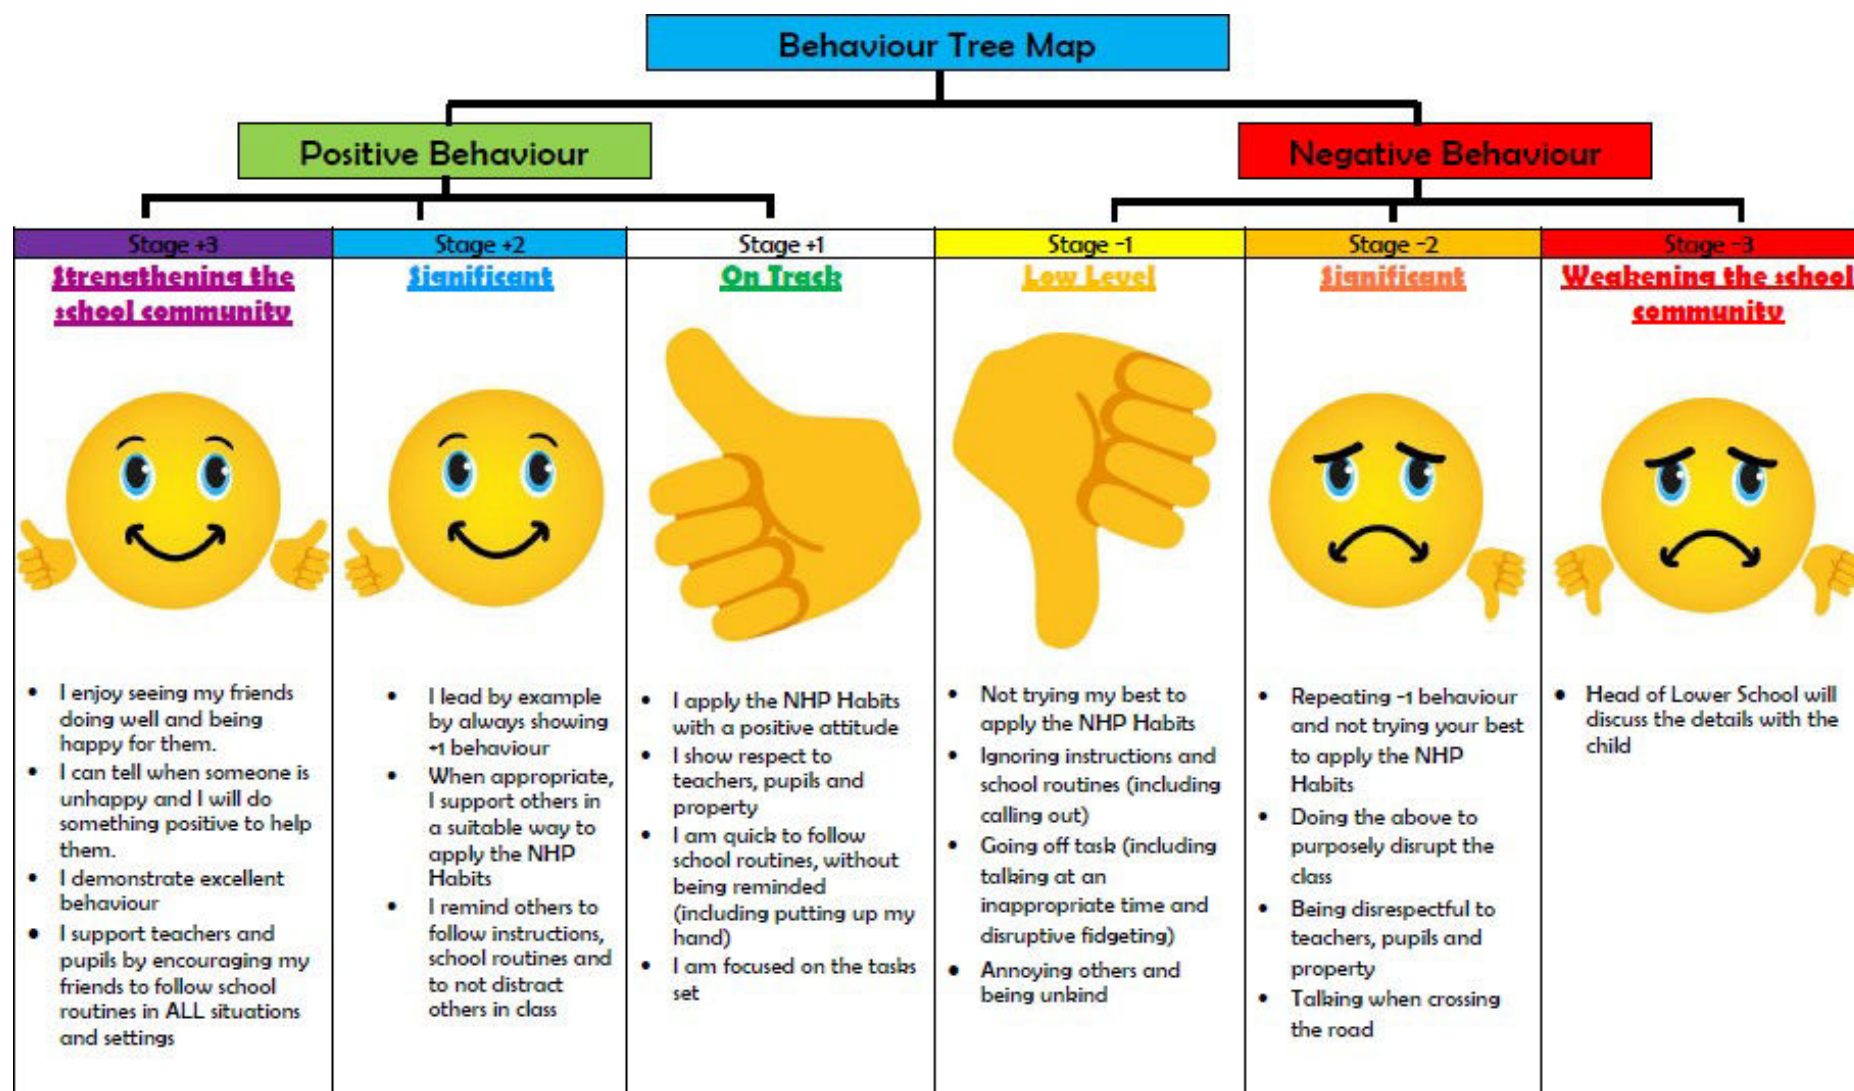 Behaviour Tree Map
Positive Behaviour
Negative Behaviour
Stage +3
Strengthening the
school community
• I enjoy seeing my friends
doing well and being
happy for them.
• I can tell when someone is
unhappy and I will do
something positive to help
them.
• I demonstrate excellent
behaviour
• I support teachers and
pupils by encouraging my
friends to follow school
routines in ALL situations
and settings
Stage +2
Significant
• I lead by example
by always showing
+1 behaviour
• When appropriate,
I support others in
a suitable way to
apply the NHP
Habits
• I remind others to
follow instructions,
school routines and
to not distract
others in class
Stage +1
On Track
• I apply the NHP Habits
with a positive attitude
• I show respect to
teachers, pupils and
property
• I am quick to follow
school routines, without
being reminded
(including putting up my
hand)
• I am focused on the tasks
set
Stage -1
Low Level
• Not trying my best to
apply the NHP Habits
• Ignoring instructions and
school routines (including
calling out)
• Going off task (including
talking at an
inappropriate time and
disruptive fidgeting)
• Annoying others and
being unkind
Stage -2
Significant
• Repeating -1 behaviour
and not trying your best
to apply the NHP
Habits
• Doing the above to
purposely disrupt the
class
• Being disrespectful to
teachers, pupils and
property
• Talking when crossing
the road
Stage -3
Weakening the school
community
• Head of Lower School will
discuss the details with the
child